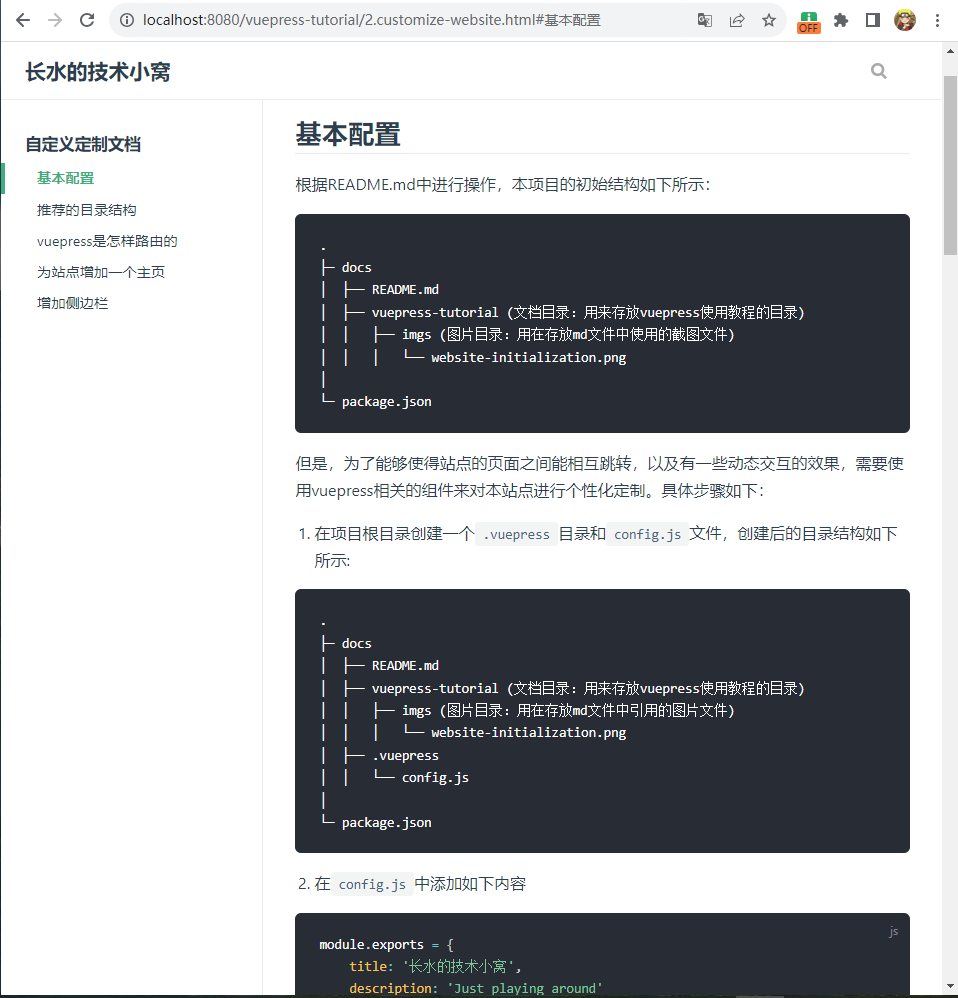 localhost:8080/vuepress-tutorial/2.customize-website.html#基本配置
OFF
长水的技术小窝
自定义定制文档
基本配置
推荐的目录结构
vuepress是怎样路由的
为站点增加一个主页
增加侧边栏
基本配置
根据README.md中进行操作，本项目的初始结构如下所示：
.
├─ docs
│  ├── README.md
│  ├── vuepress-tutorial (文档目录：用来存放vuepress使用教程的目录)
│  │  ├── imgs (图片目录：用在存放md文件中使用的截图文件)
│  │  │  └── website-initialization.png
│
└─ package.json
但是，为了能够使得站点的页面之间能相互跳转，以及有一些动态交互的效果，需要使
用vuepress相关的组件来对本站点进行个性化定制。具体步骤如下：
1. 在项目根目录创建一个 .vuepress 目录和 config.js 文件，创建后的目录结构如下
所示:
.
├─ docs
│  ├── README.md
│  ├── vuepress-tutorial (文档目录：用来存放vuepress使用教程的目录)
│  │  ├── imgs (图片目录：用在存放md文件中引用的图片文件)
│  │  │  └── website-initialization.png
│  ├── .vuepress
│  │  └── config.js
│
└─ package.json
2. 在 config.js 中添加如下内容
js
module.exports = {
title: '长水的技术小窝',
description: 'Just playing around'